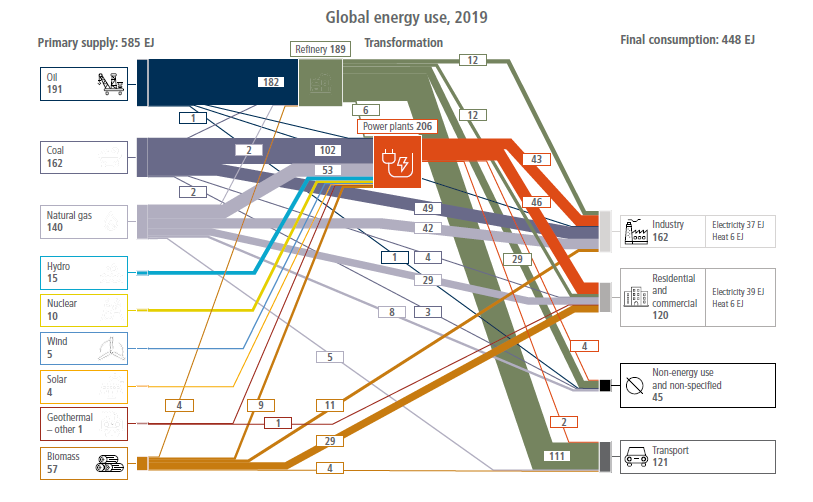 Global energy use, 2019
Primary supply: 585 EJ
Transformation
Final consumption: 448 EJ
Refinery 189
Oil
191
182
12
1
6
12
Power plants 206
Coal
162
2
102
53
43
2
46
Natural gas
140
49
42
Industry
162
Electricity 37 EJ
Heat 6 EJ
1
4
29
Hydro
15
29
Residential
and
commercial
120
Electricity 39 EJ
Heat 6 EJ
Nuclear
10
8
3
Wind
5
4
5
Solar
4
Non-energy use
and non-specified
45
4
9
11
Geothermal
– other 1
1
2
29
Biomass
57
4
111
Transport
121